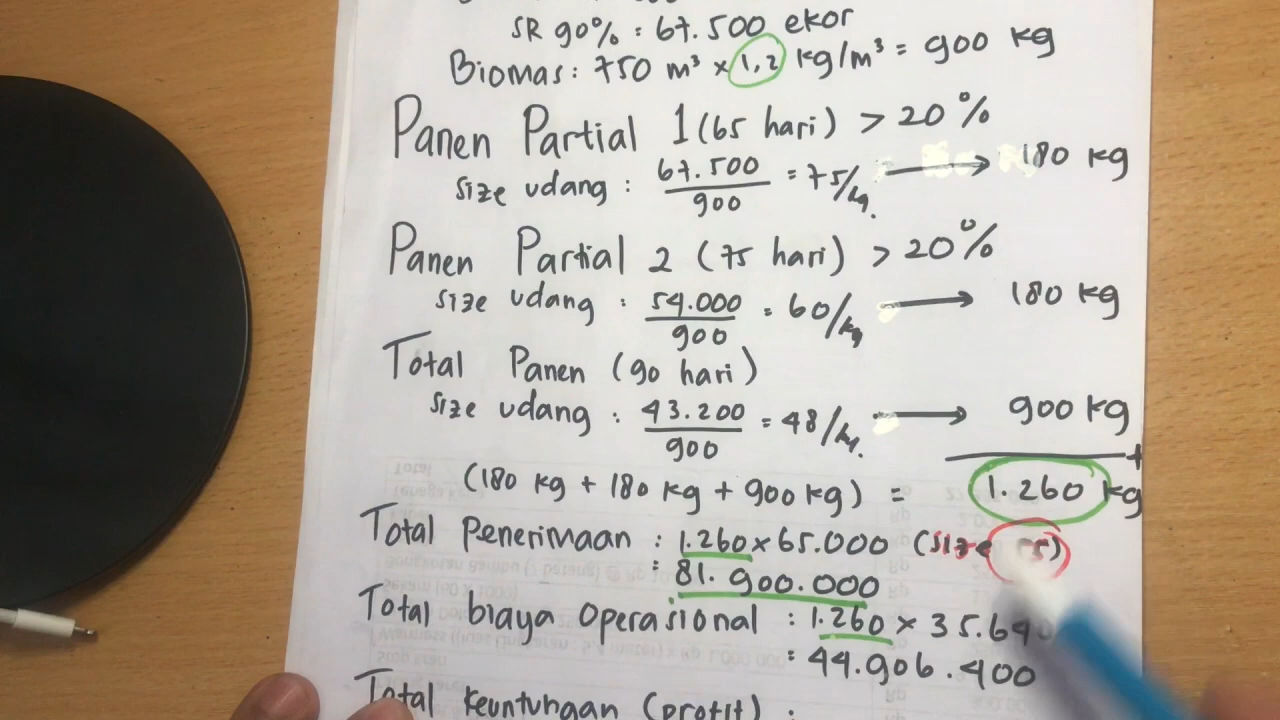 SR 90% : 67.500 ekor
Biomas : 750 m³ × 1,2 kg/m³ = 900 kg
Panen Partial 1 (65 hari) > 20%
size udang : 67.500 / 900 = 75/kg. → 180 kg
Panen Partial 2 (75 hari) > 20%
size udang : 54.000 / 900 = 60/kg → 180 kg
Total Panen (90 hari)
size udang : 43.200 / 900 = 48/kg. → 900 kg
+
(180 kg + 180 kg + 900 kg) = 1.260 kg
Total Penerimaan : 1.260 × 65.000 (size
: 81.900.000
Total biaya operasional : 1.260 ×
: 44.906.400
Total Keuntungan (profit) :